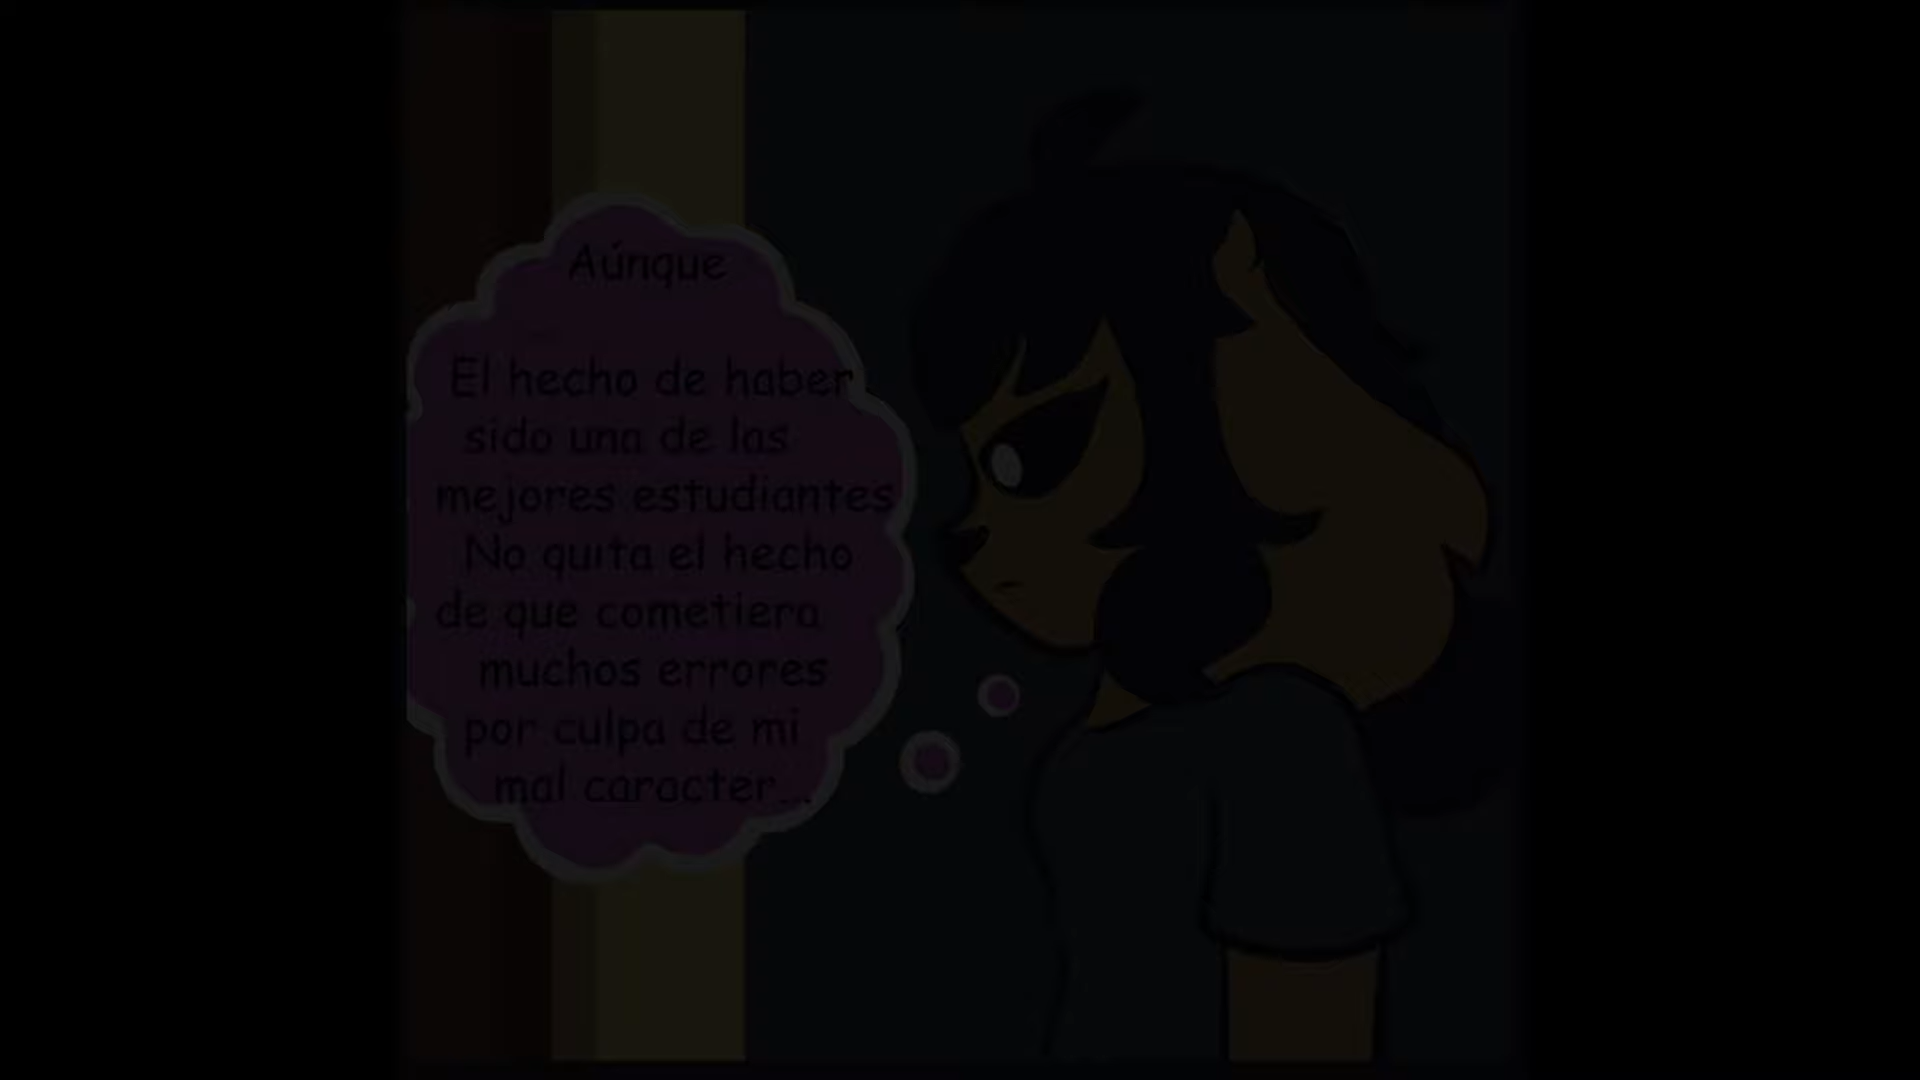 Aúnque
El hecho de haber
sido una de las
mejores estudiantes
No quita el hecho
de que cometiera
muchos errores
por culpa de mi
mal caracter...